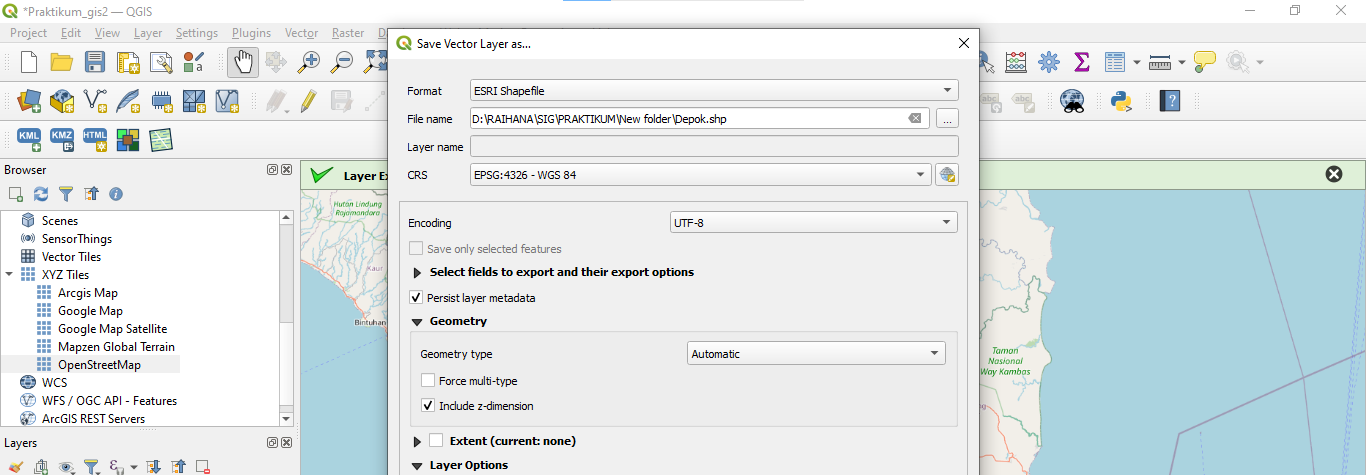 *Praktikum_gis2 — QGIS
Project Edit View Layer Settings Plugins Vector Raster D
Save Vector Layer as...
Format ESRI Shapefile
File name D:\RAIHANA\SIG\PRAKTIKUM\New folder\Depok.shp ...
Layer name
CRS EPSG:4326 - WGS 84
Encoding UTF-8
Save only selected features
Select fields to export and their export options
Persist layer metadata
Geometry
Geometry type Automatic
Force multi-type
Include z-dimension
Extent (current: none)
Layer Options
KML KMZ HTML
abc abc
Browser
Scenes
SensorThings
Vector Tiles
XYZ Tiles
Arcgis Map
Google Map
Google Map Satellite
Mapzen Global Terrain
OpenStreetMap
WCS
WFS / OGC API - Features
ArcGIS REST Servers
Layers
Layer Ex
Hutan Lindung
Rajamandara
Kaur
Bintuhan
Taman
Nasional
Way Kambas